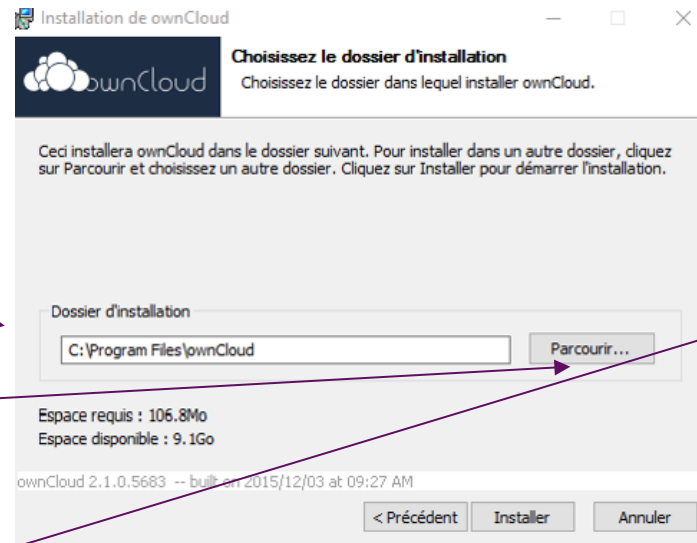 Installation de ownCloud
ownCloud
Choisissez le dossier d'installation
Choisissez le dossier dans lequel installer ownCloud.
Ceci installera ownCloud dans le dossier suivant. Pour installer dans un autre dossier, cliquez
sur Parcourir et choisissez un autre dossier. Cliquez sur Installer pour démarrer l'installation.
Dossier d'installation
C:\Program Files\ownCloud
Parcourir...
Espace requis : 106.8Mo
Espace disponible : 9.1Go
ownCloud 2.1.0.5683 -- built on 2015/12/03 at 09:27 AM
< Précédent
Installer
Annuler